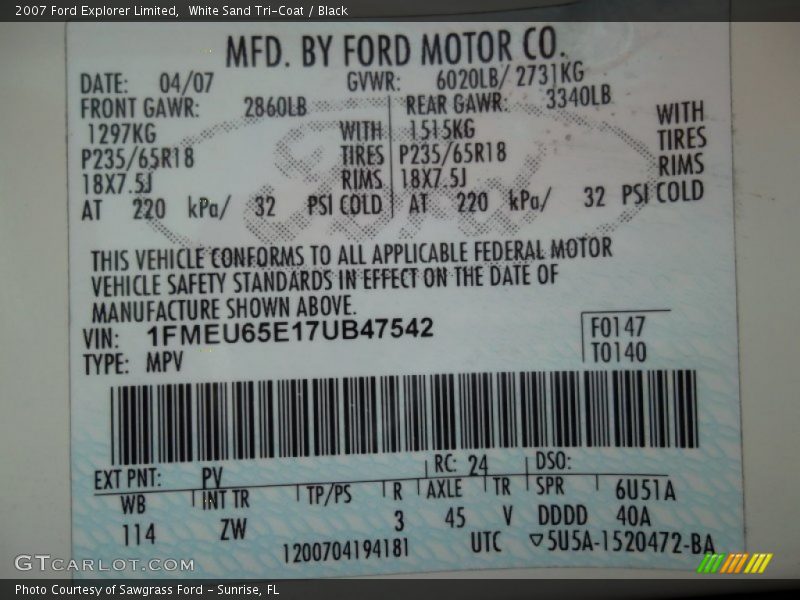 2007 Ford Explorer Limited,  White Sand Tri-Coat / Black
MFD. BY FORD MOTOR CO.
DATE: 04/07 GVWR: 6020LB/ 2731KG
FRONT GAWR: 2860LB REAR GAWR: 3340LB
1297KG WITH 1515KG WITH
P235/65R18 TIRES P235/65R18 TIRES
18X7.5J RIMS 18X7.5J RIMS
AT 220 kPa/ 32 PSI COLD AT 220 kPa/ 32 PSI COLD
THIS VEHICLE CONFORMS TO ALL APPLICABLE FEDERAL MOTOR
VEHICLE SAFETY STANDARDS IN EFFECT ON THE DATE OF
MANUFACTURE SHOWN ABOVE.
VIN: 1FMEU65E17UB47542 F0147
TYPE: MPV T0140
EXT PNT: PV RC: 24 DSO:
WB INT TR TP/PS R AXLE TR SPR 6U51A
114 ZW 3 45 V DDDD 40A
1200704194181 UTC ▽5U5A-1520472-BA
GTCARLOT.COM
Photo Courtesy of Sawgrass Ford - Sunrise, FL